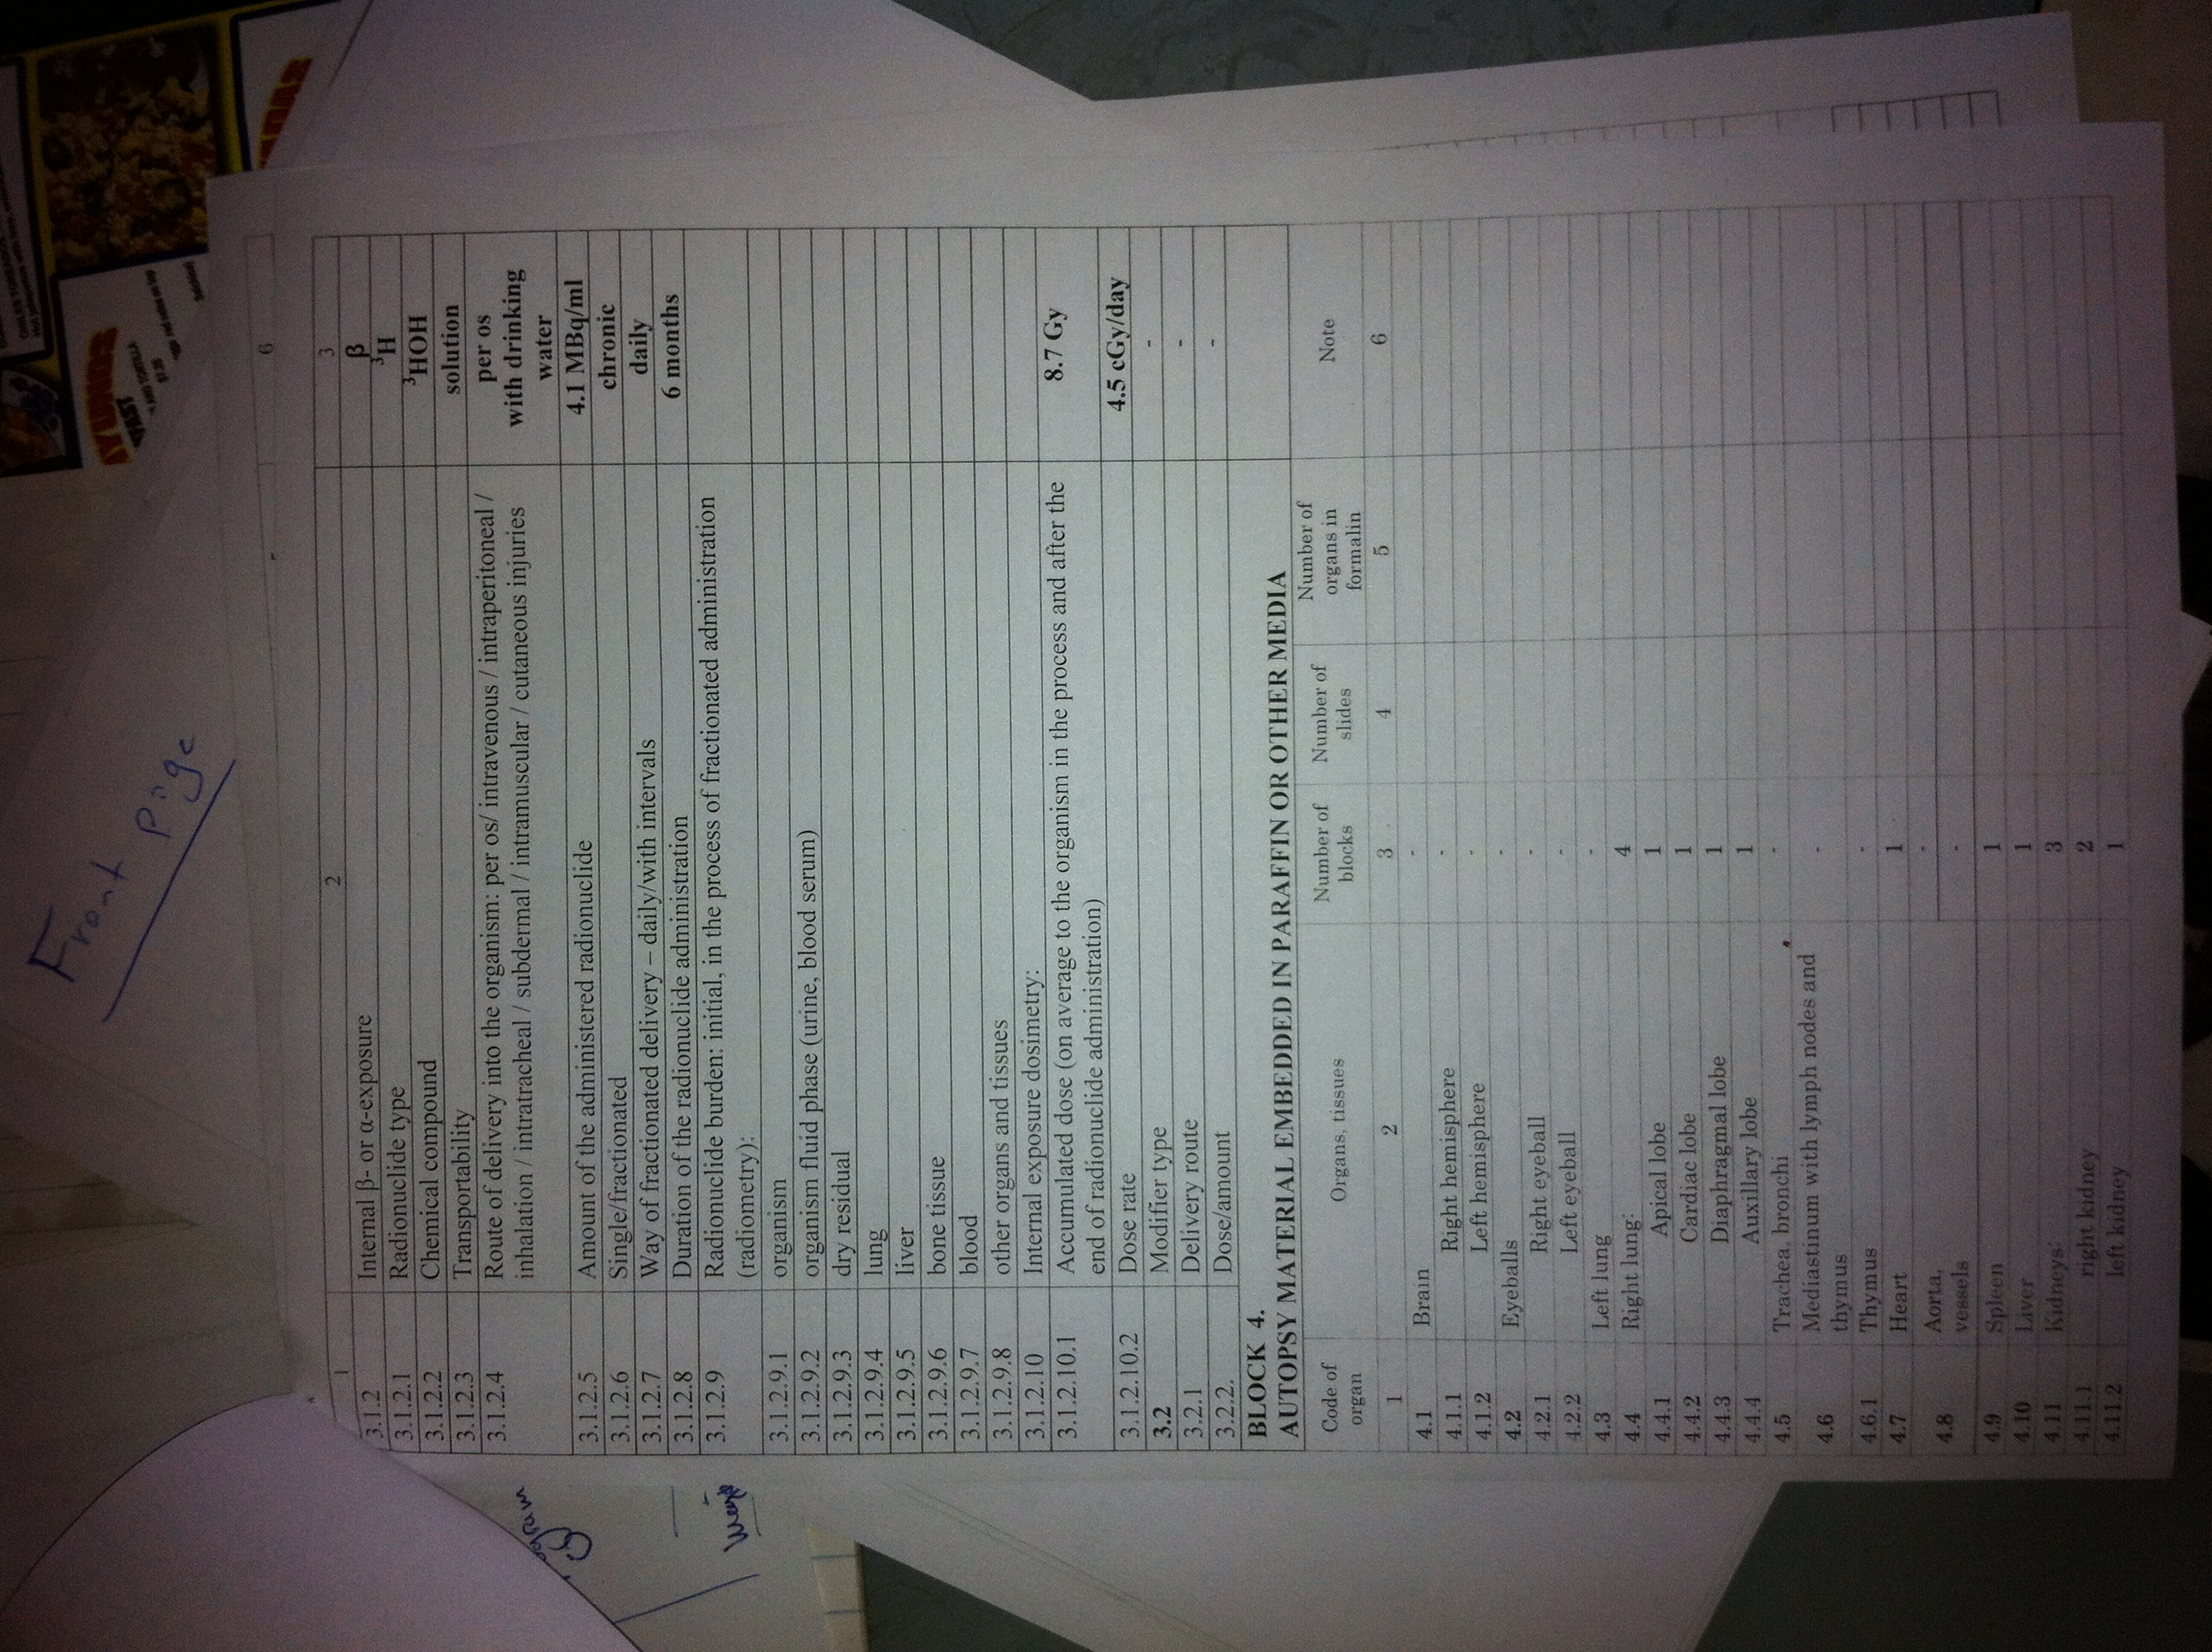 CHILES TOREADOS
FAST
AND TORTILLA
$7.25
Front page
6
1 2 3
3.1.2 Internal β- or α-exposure β
3.1.2.1 Radionuclide type ³H
3.1.2.2 Chemical compound ³HOH
3.1.2.3 Transportability solution
3.1.2.4 Route of delivery into the organism: per os/ intravenous / intraperitoneal / per os
inhalation / intratracheal / subdermal / intramuscular / cutaneous injuries with drinking
water
3.1.2.5 Amount of the administered radionuclide 4.1 MBq/ml
3.1.2.6 Single/fractionated chronic
3.1.2.7 Way of fractionated delivery – daily/with intervals daily
3.1.2.8 Duration of the radionuclide administration 6 months
3.1.2.9 Radionuclide burden: initial, in the process of fractionated administration
(radiometry):
3.1.2.9.1 organism
3.1.2.9.2 organism fluid phase (urine, blood serum)
3.1.2.9.3 dry residual
3.1.2.9.4 lung
3.1.2.9.5 liver
3.1.2.9.6 bone tissue
3.1.2.9.7 blood
3.1.2.9.8 other organs and tissues
3.1.2.10 Internal exposure dosimetry:
3.1.2.10.1 Accumulated dose (on average to the organism in the process and after the 8.7 Gy
end of radionuclide administration)
3.1.2.10.2 Dose rate 4.5 cGy/day
3.2 Modifier type -
3.2.1 Delivery route -
3.2.2. Dose/amount -
BLOCK 4.
AUTOPSY MATERIAL EMBEDDED IN PARAFFIN OR OTHER MEDIA
Code of organ Organs, tissues Number of blocks Number of slides Number of organs in formalin Note
1 2 3 4 5 6
4.1 Brain -
4.1.1 Right hemisphere -
4.1.2 Left hemisphere -
4.2 Eyeballs -
4.2.1 Right eyeball -
4.2.2 Left eyeball -
4.3 Left lung -
4.4 Right lung: 4
4.4.1 Apical lobe 1
4.4.2 Cardiac lobe 1
4.4.3 Diaphragmal lobe 1
4.4.4 Auxillary lobe 1
4.5 Trachea, bronchi -
4.6 Mediastinum with lymph nodes and -
thymus
4.6.1 Thymus -
4.7 Heart 1
4.8 Aorta, -
vessels -
4.9 Spleen 1
4.10 Liver 1
4.11 Kidneys: 3
4.11.1 right kidney 2
4.11.2 left kidney 1